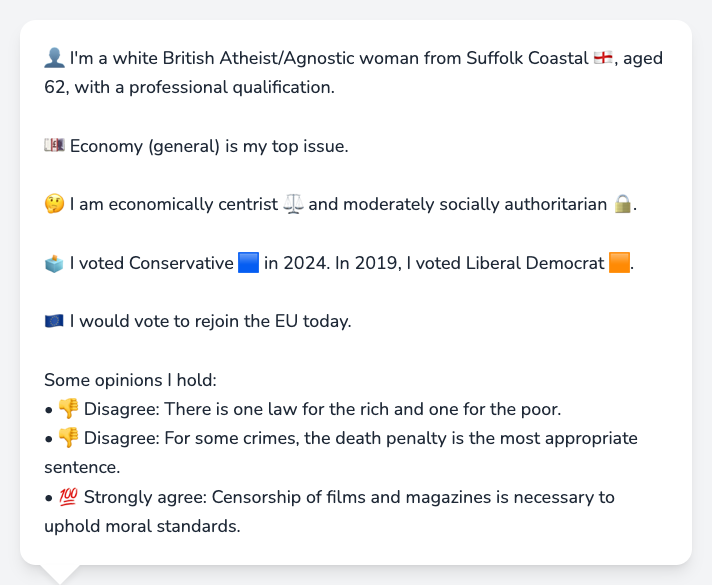 👤 I'm a white British Atheist/Agnostic woman from Suffolk Coastal 🏴󠁧󠁢󠁥󠁮󠁧󠁿, aged
62, with a professional qualification.
💷 Economy (general) is my top issue.
🤔 I am economically centrist ⚖️ and moderately socially authoritarian 🔒.
🗳️ I voted Conservative 🟦 in 2024. In 2019, I voted Liberal Democrat 🟧.
🇪🇺 I would vote to rejoin the EU today.
Some opinions I hold:
• 👎 Disagree: There is one law for the rich and one for the poor.
• 👎 Disagree: For some crimes, the death penalty is the most appropriate
sentence.
• 💯 Strongly agree: Censorship of films and magazines is necessary to
uphold moral standards.